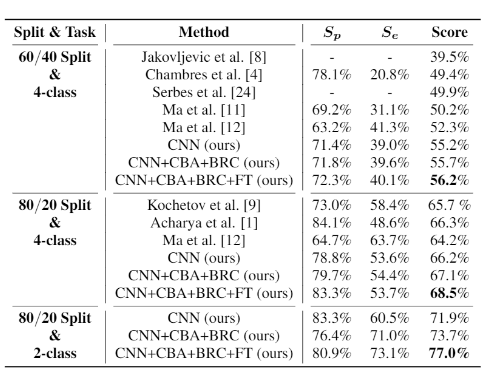 Split & Task Method Sp Se Score
60/40 Split Jakovljevic et al. [8] - - 39.5%
& Chambres et al. [4] 78.1% 20.8% 49.4%
4-class Serbes et al. [24] - - 49.9%
Ma et al. [11] 69.2% 31.1% 50.2%
Ma et al. [12] 63.2% 41.3% 52.3%
CNN (ours) 71.4% 39.0% 55.2%
CNN+CBA+BRC (ours) 71.8% 39.6% 55.7%
CNN+CBA+BRC+FT (ours) 72.3% 40.1% 56.2%
80/20 Split Kochetov et al. [9] 73.0% 58.4% 65.7 %
& Acharya et al. [1] 84.1% 48.6% 66.3%
4-class Ma et al. [12] 64.7% 63.7% 64.2%
CNN (ours) 78.8% 53.6% 66.2%
CNN+CBA+BRC (ours) 79.7% 54.4% 67.1%
CNN+CBA+BRC+FT (ours) 83.3% 53.7% 68.5%
80/20 Split CNN (ours) 83.3% 60.5% 71.9%
& CNN+CBA+BRC (ours) 76.4% 71.0% 73.7%
2-class CNN+CBA+BRC+FT (ours) 80.9% 73.1% 77.0%